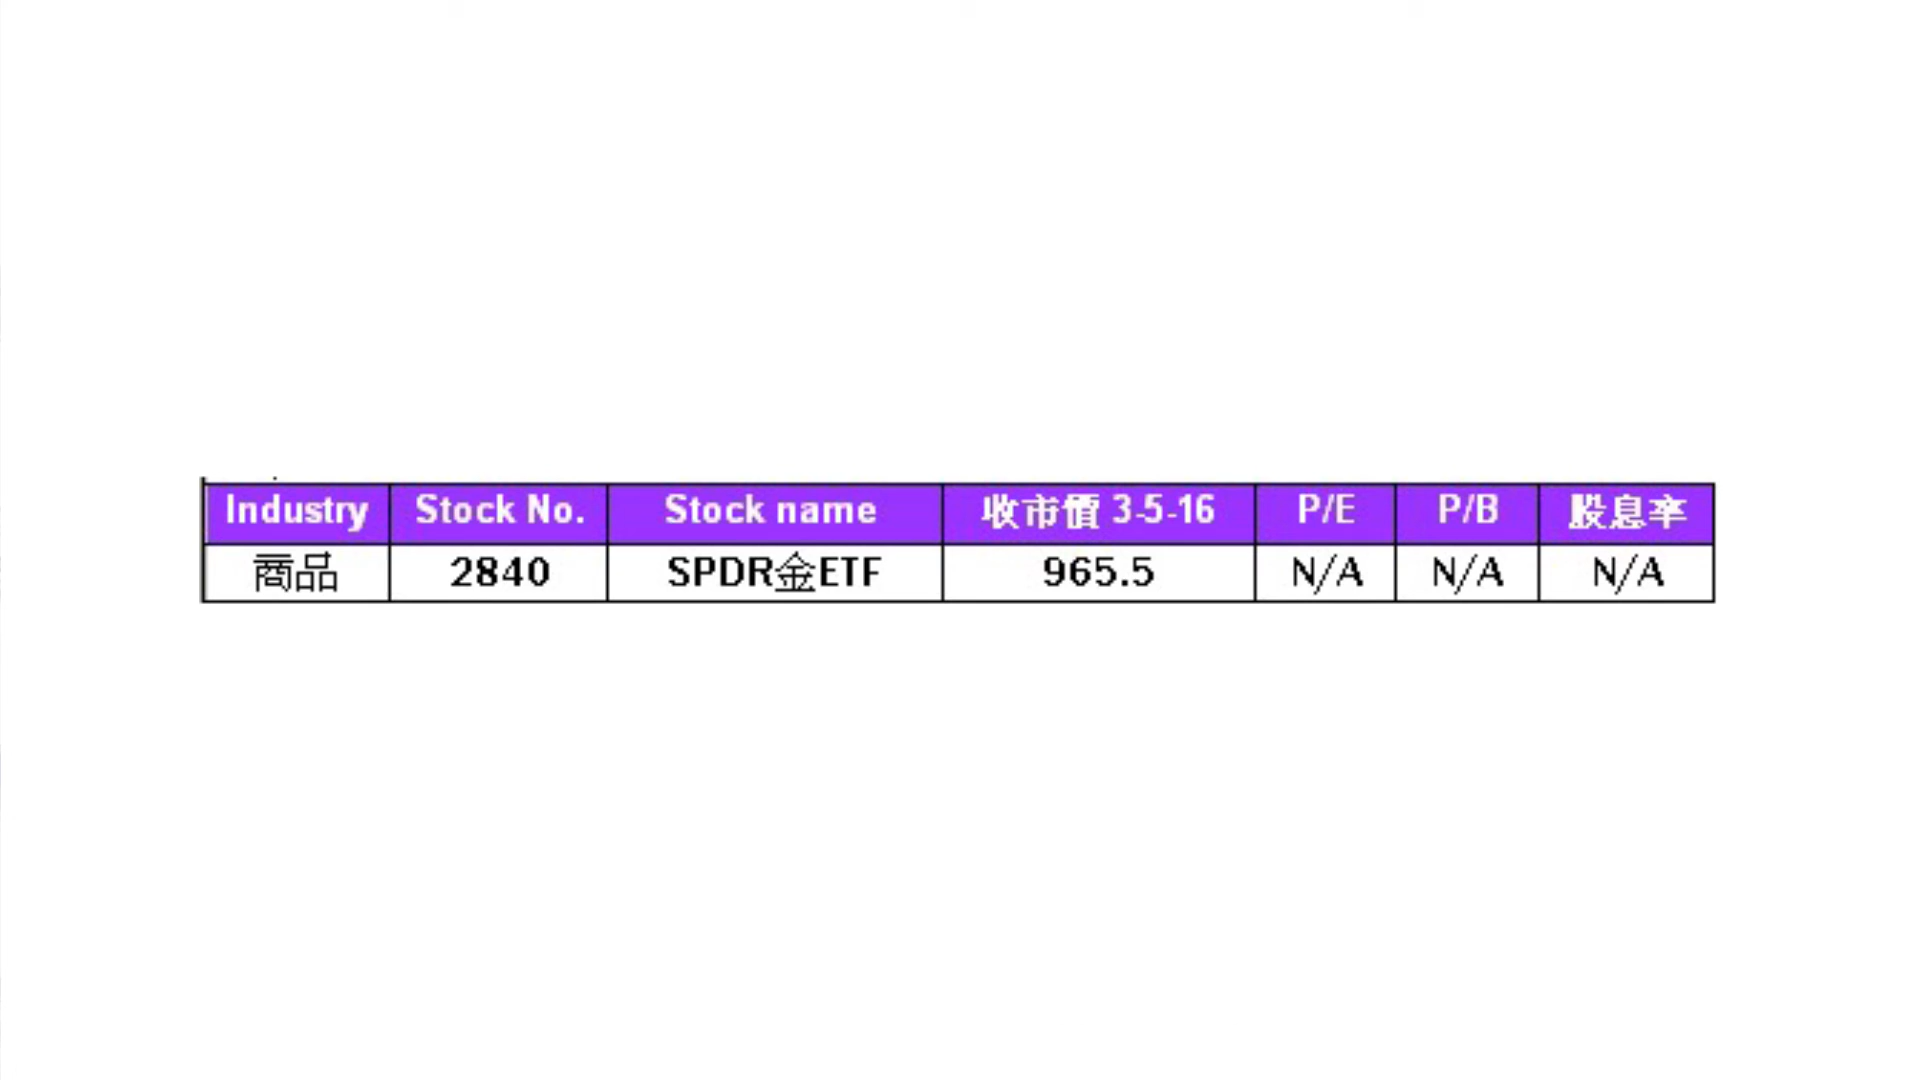 Industry Stock No. Stock name 收市價 3-5-16 P/E P/B 股息率
商品 2840 SPDR金ETF 965.5 N/A N/A N/A